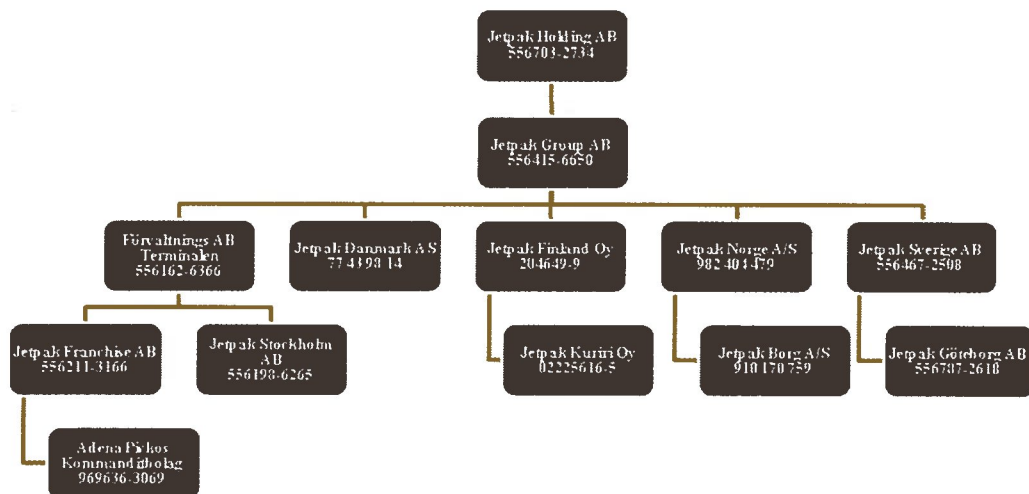 Jetpak Holding AB
556703-2734
Jetpak Group AB
556415-6650
Förvaltnings AB
Terminalen
556162-6366
Jetpak Danmark AS
77 43 98 14
Jetpak Finland Oy
204649-9
Jetpak Norge A/S
982 404 479
Jetpak Sverige AB
556467-2508
Jetpak Franchise AB
556211-3166
Jetpak Stockholm
AB
556198-6265
Jetpak Kuriri Oy
02225616-5
Jetpak Borg A/S
910 170 759
Jetpak Göteborg AB
556787-2618
Adena Pickos
Kommanditbolag
969636-3069